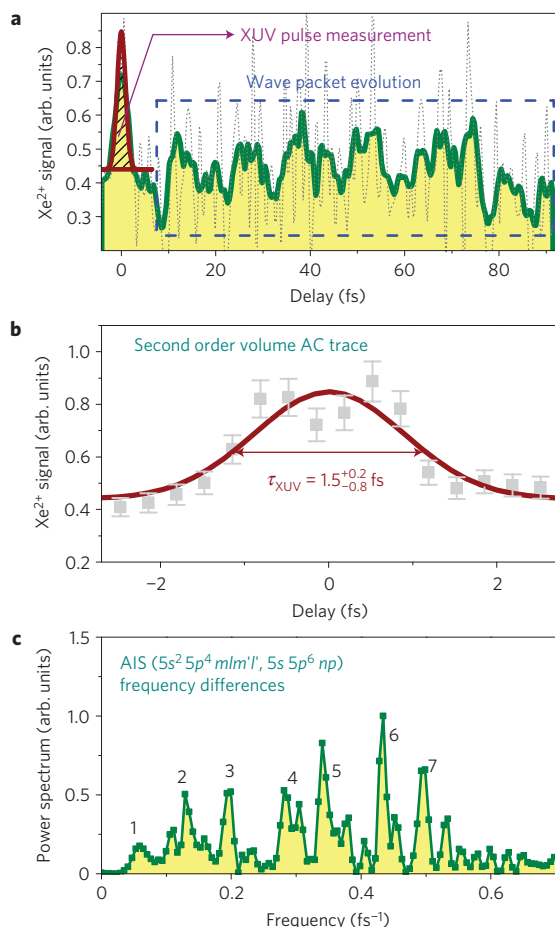 a
XUV pulse measurement
Wave packet evolution
Xe²⁺ signal (arb. units)
0.8
0.7
0.6
0.5
0.4
0.3
0 20 40 60 80
Delay (fs)
b
Second order volume AC trace
Xe²⁺ signal (arb. units)
1.0
0.8
0.6
0.4
0.2
τXUV = 1.5 +0.2 −0.8 fs
−2 0 2
Delay (fs)
c
AIS (5s² 5p⁴ mlm'l', 5s 5p⁶ np)
frequency differences
Power spectrum (arb. units)
1.5
1.0
0.5
0
1 2 3 4 5 6 7
0 0.2 0.4 0.6
Frequency (fs⁻¹)